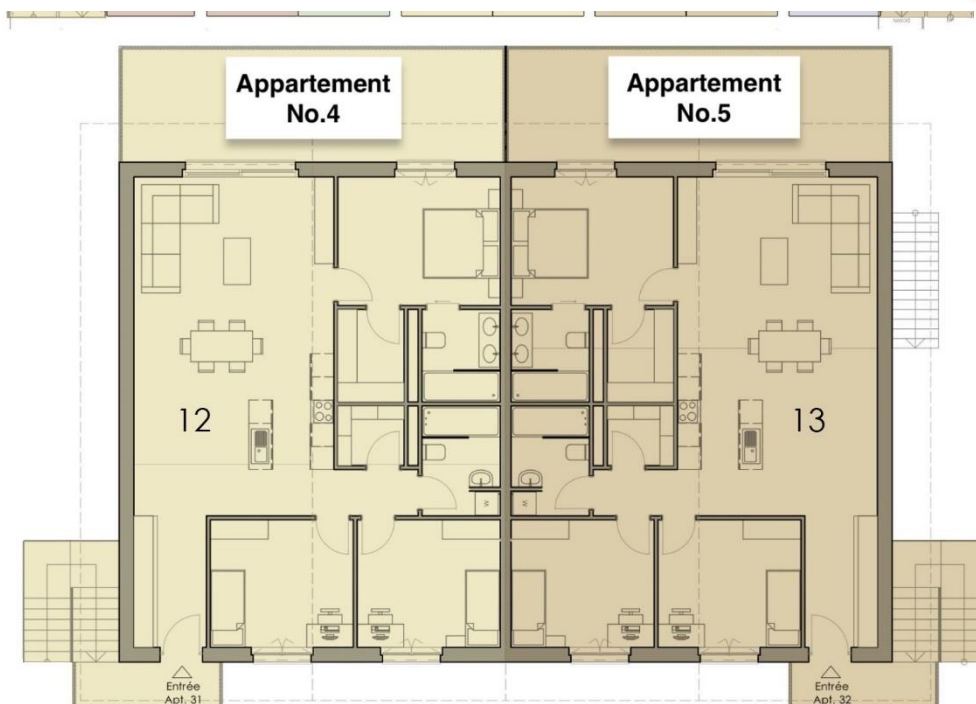 Appartement
No.4
Appartement
No.5
12
13
Entrée
Apt. 31
Entrée
Apt. 32